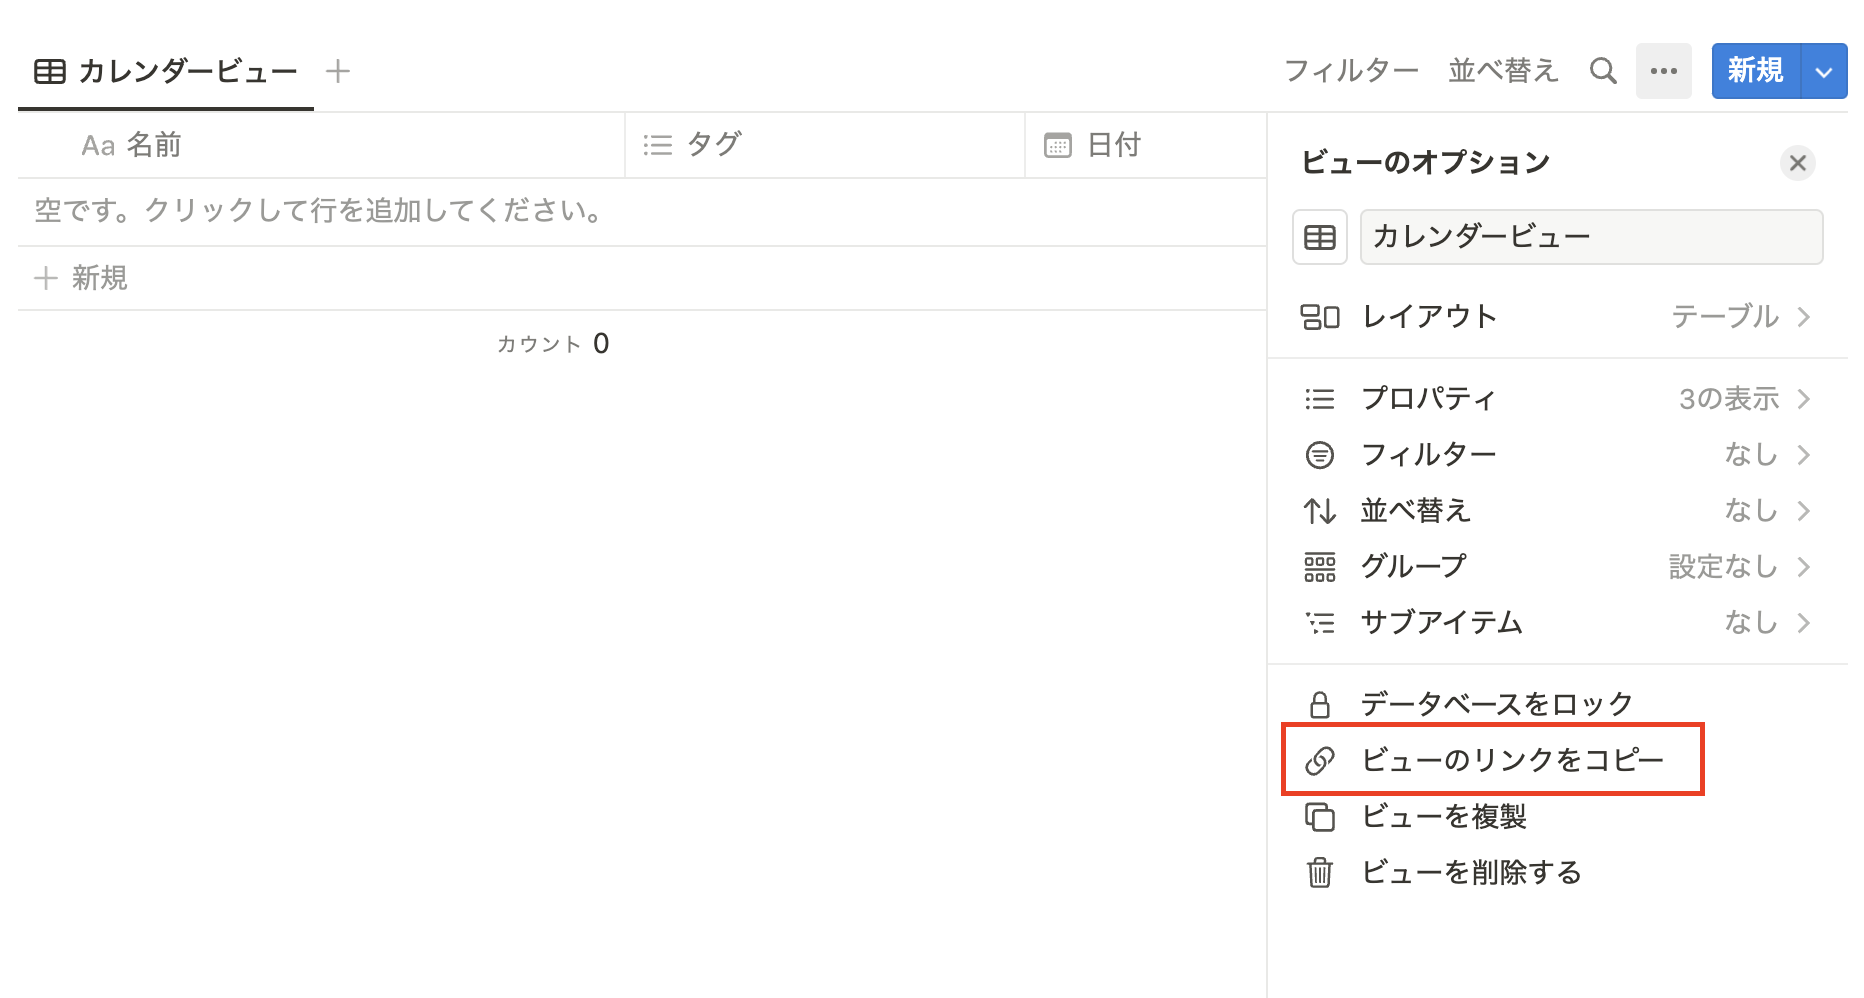 カレンダービュー
フィルター 並べ替え 新規
Aa 名前 タグ 日付
空です。クリックして行を追加してください。
新規
カウント 0
ビューのオプション
カレンダービュー
レイアウト テーブル
プロパティ 3の表示
フィルター なし
並べ替え なし
グループ 設定なし
サブアイテム なし
データベースをロック
ビューのリンクをコピー
ビューを複製
ビューを削除する